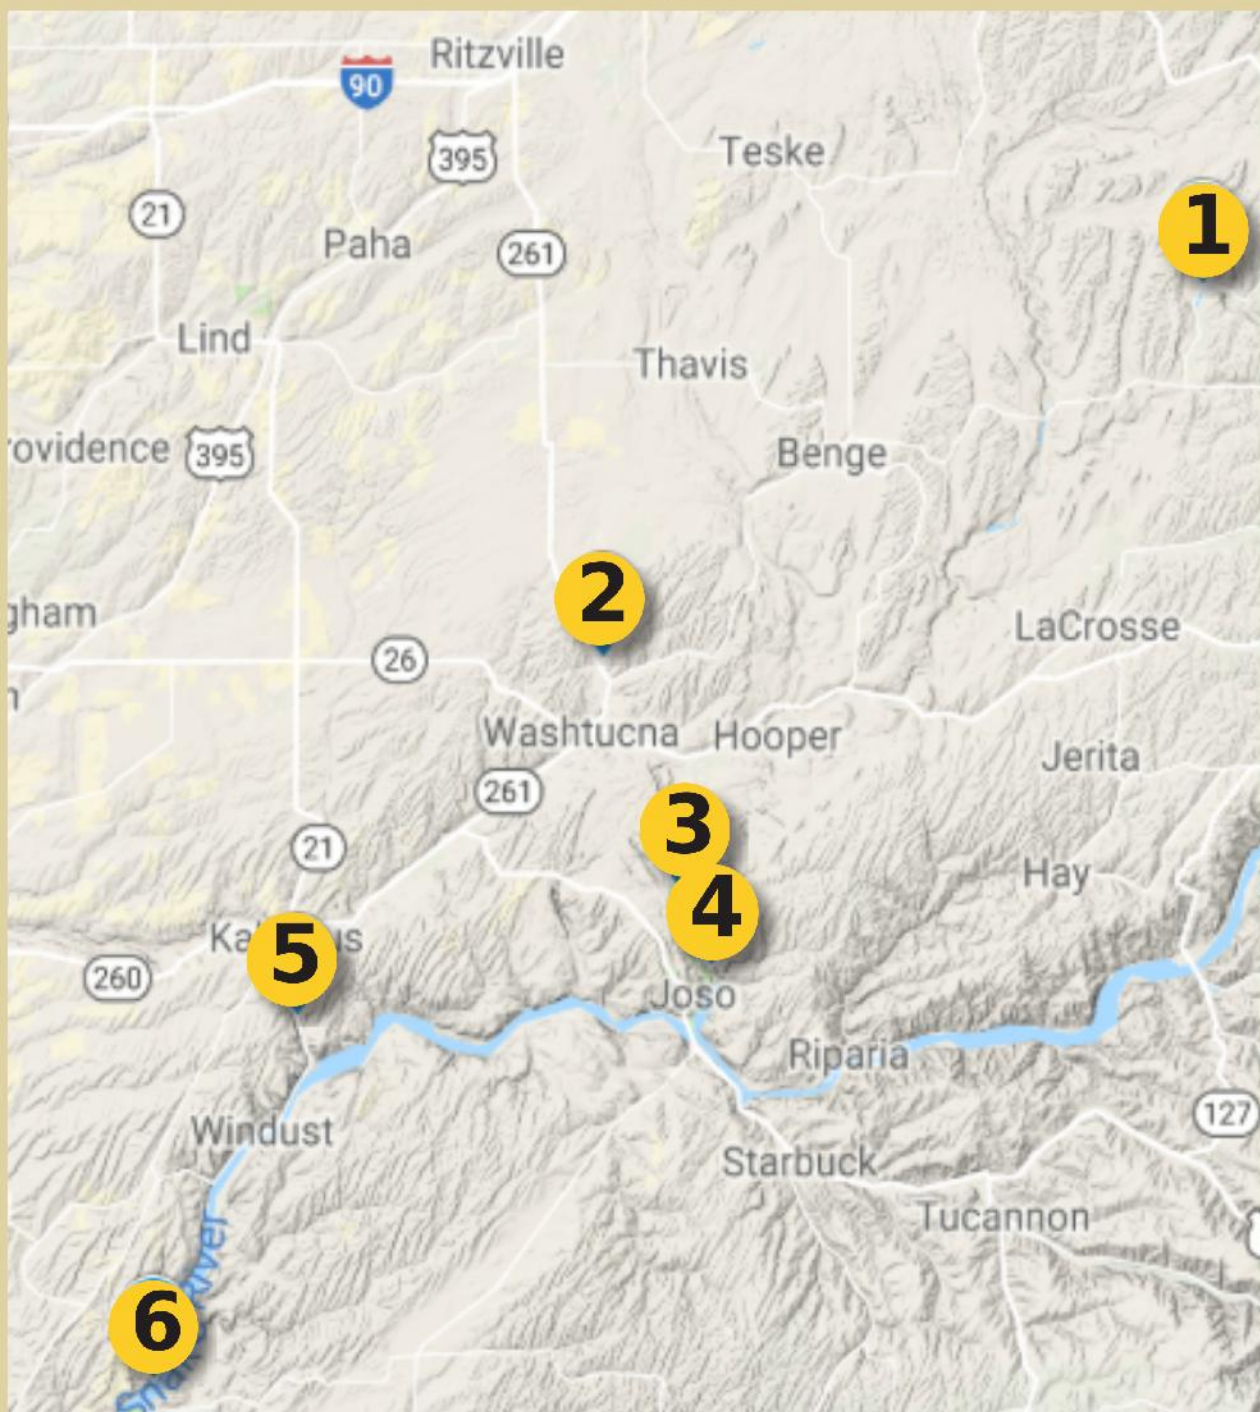 Ritzville
90
395
Teske
21
1
Paha
261
Lind
Thavis
rovidence
395
Benge
2
gham
LaCrosse
26
Washtucna
Hooper
Jerita
261
3
21
Hay
4
5
260
Joso
Riparia
127
Windust
Starbuck
Tucannon
River
6